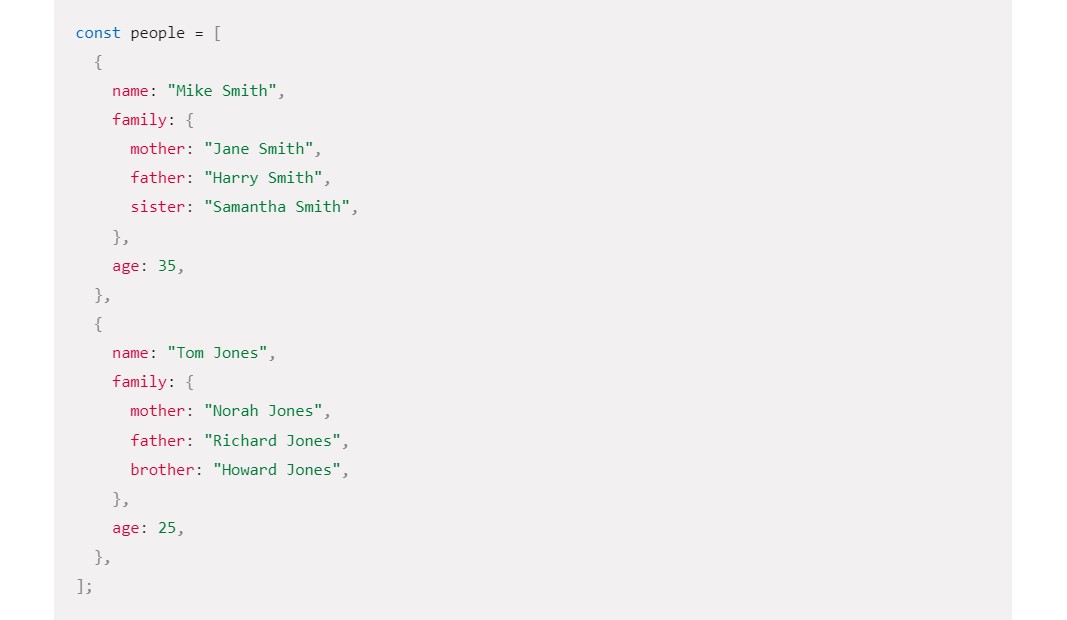 const people = [
  {
    name: "Mike Smith",
    family: {
      mother: "Jane Smith",
      father: "Harry Smith",
      sister: "Samantha Smith",
    },
    age: 35,
  },
  {
    name: "Tom Jones",
    family: {
      mother: "Norah Jones",
      father: "Richard Jones",
      brother: "Howard Jones",
    },
    age: 25,
  },
];